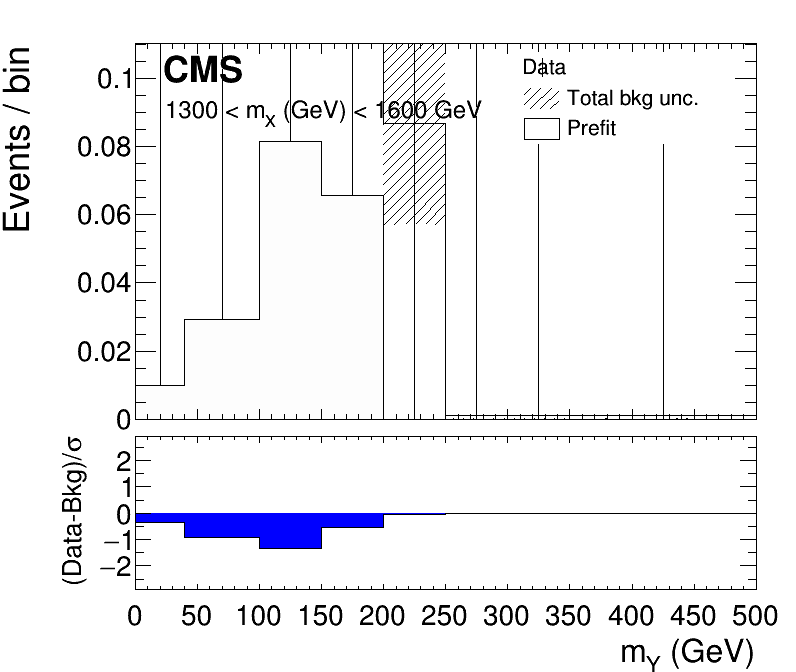 CMS
1300 < mX (GeV) < 1600 GeV
Data
Total bkg unc.
Prefit
Events / bin
0.1
0.08
0.06
0.04
0.02
0
(Data-Bkg)/σ
2
1
0
−1
−2
0 50 100 150 200 250 300 350 400 450 500
mY (GeV)